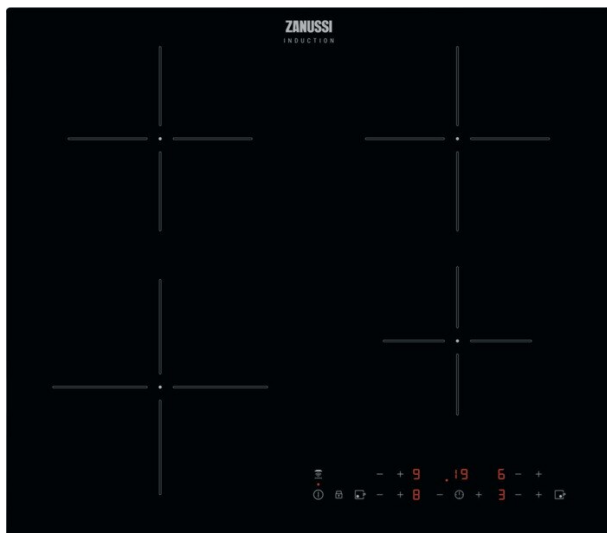 ZANUSSI
INDUCTION
- + 9 .19 6 - +
- + 8 - + 3 - +